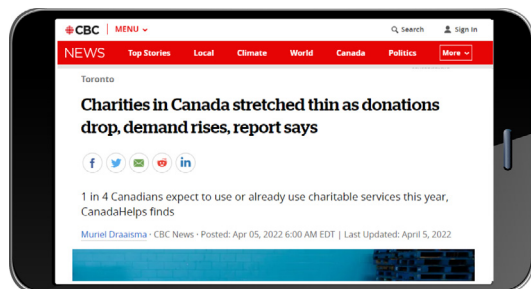 CBC MENU Search Sign In
NEWS Top Stories Local Climate World Canada Politics More
Toronto
Charities in Canada stretched thin as donations
drop, demand rises, report says
f in
1 in 4 Canadians expect to use or already use charitable services this year,
CanadaHelps finds
Muriel Draaisma · CBC News · Posted: Apr 05, 2022 6:00 AM EDT | Last Updated: April 5, 2022